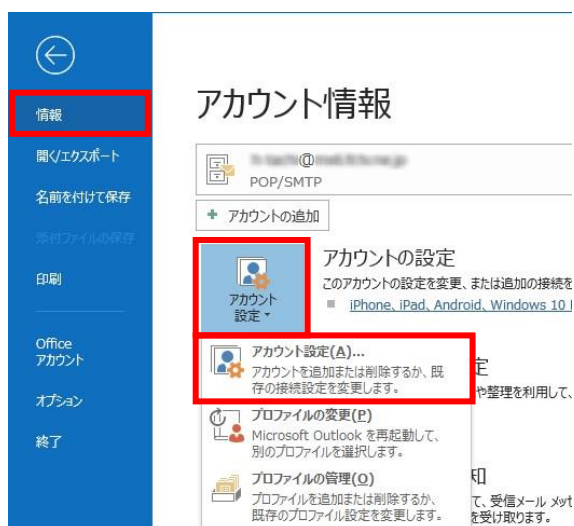 情報
開く/エクスポート
名前を付けて保存
添付ファイルの保存
印刷
Office
アカウント
オプション
終了
アカウント情報
@
POP/SMTP
アカウントの追加
アカウント
設定
アカウントの設定
このアカウントの設定を変更、または追加の接続を
iPhone、iPad、Android、Windows 10
アカウント設定(A)...
アカウントを追加または削除するか、既
存の接続設定を変更します。
定
や整理を利用して、
プロファイルの変更(P)
Microsoft Outlook を再起動して、
別のプロファイルを選択します。
プロファイルの管理(O)
プロファイルを追加または削除するか、
既存のプロファイル設定を変更します。
知
て、受信メール メッセ
を受け取ります。